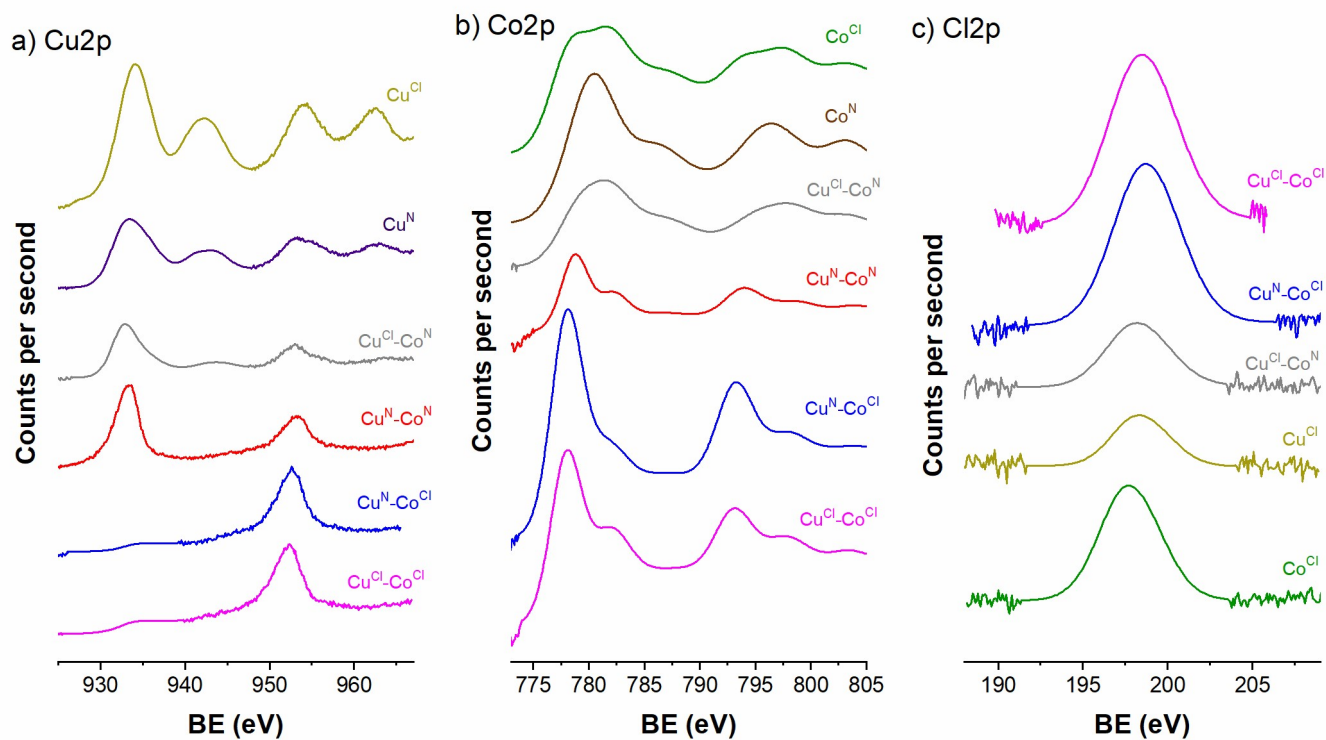 a) Cu2p
Counts per second
Cu^Cl
Cu^N
Cu^Cl-Co^N
Cu^N-Co^N
Cu^N-Co^Cl
Cu^Cl-Co^Cl
930 940 950 960
BE (eV)
b) Co2p
Counts per second
Co^Cl
Co^N
Cu^Cl-Co^N
Cu^N-Co^N
Cu^N-Co^Cl
Cu^Cl-Co^Cl
775 780 785 790 795 800 805
BE (eV)
c) Cl2p
Counts per second
Cu^Cl-Co^Cl
Cu^N-Co^Cl
Cu^Cl-Co^N
Cu^Cl
Co^Cl
190 195 200 205
BE (eV)